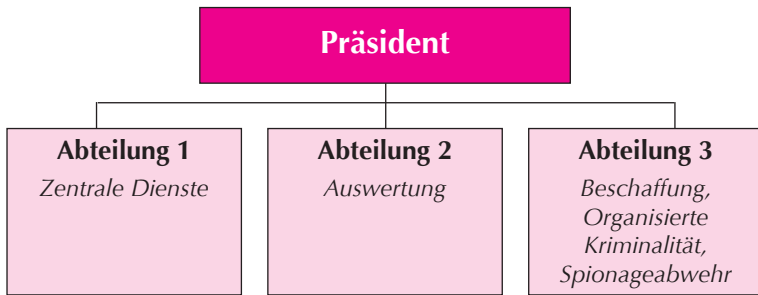 Präsident
Abteilung 1
Zentrale Dienste
Abteilung 2
Auswertung
Abteilung 3
Beschaffung,
Organisierte
Kriminalität,
Spionageabwehr